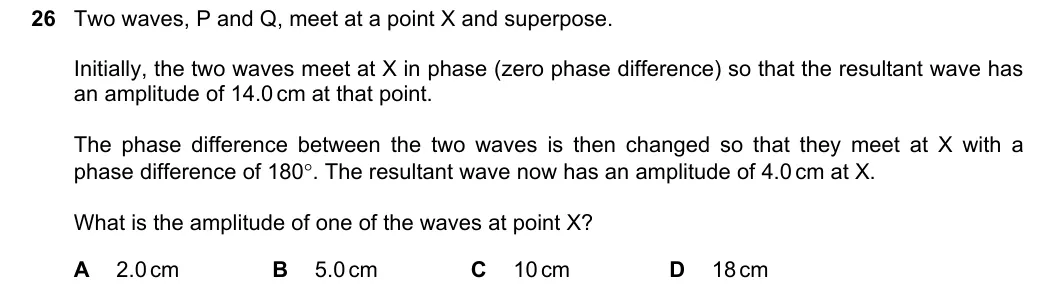 26 Two waves, P and Q, meet at a point X and superpose.
Initially, the two waves meet at X in phase (zero phase difference) so that the resultant wave has
an amplitude of 14.0 cm at that point.
The phase difference between the two waves is then changed so that they meet at X with a
phase difference of 180°. The resultant wave now has an amplitude of 4.0 cm at X.
What is the amplitude of one of the waves at point X?
A 2.0 cm B 5.0 cm C 10 cm D 18 cm